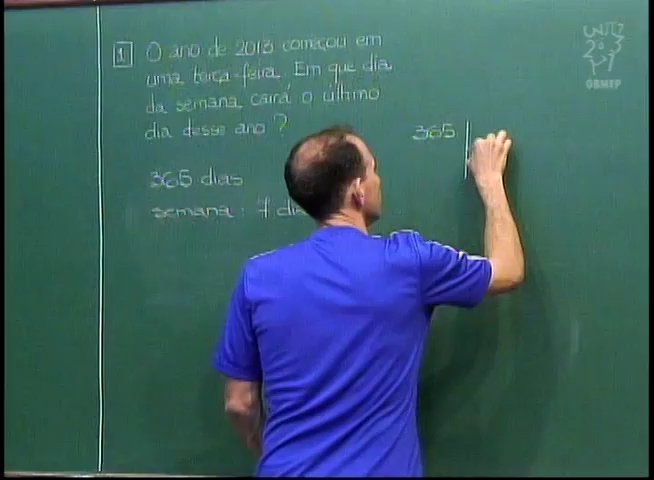 1 O ano de 2013 começou em
uma terça-feira. Em que dia
da semana cairá o último
dia desse ano ?
365 dias
semana : 7
365
OBMEP